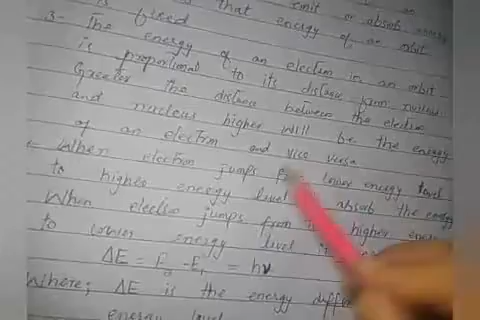 is fixed that energy of an orbit
emit or absorb energy
3- The energy of an electron in an orbit
is proportional to its distance from nucleus.
Greater the distance between the electron
and nucleus higher will be the energy
of an electron and vice versa
When electron jumps lower energy level
to higher energy level absorb the energy
When electron jumps from higher
to lower energy level it
ΔE = E₂ - E₁ = hν
Where; ΔE is the energy
energy level